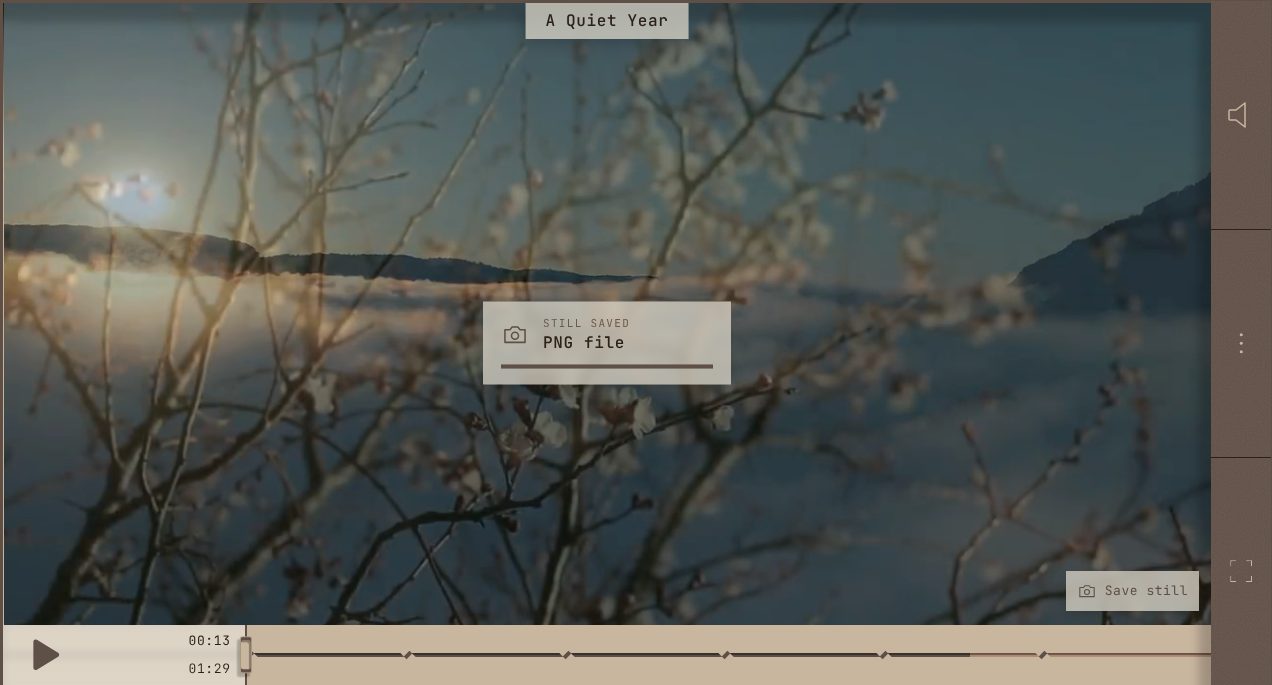 A Quiet Year
STILL SAVED
PNG file
Save still
00:13
01:29